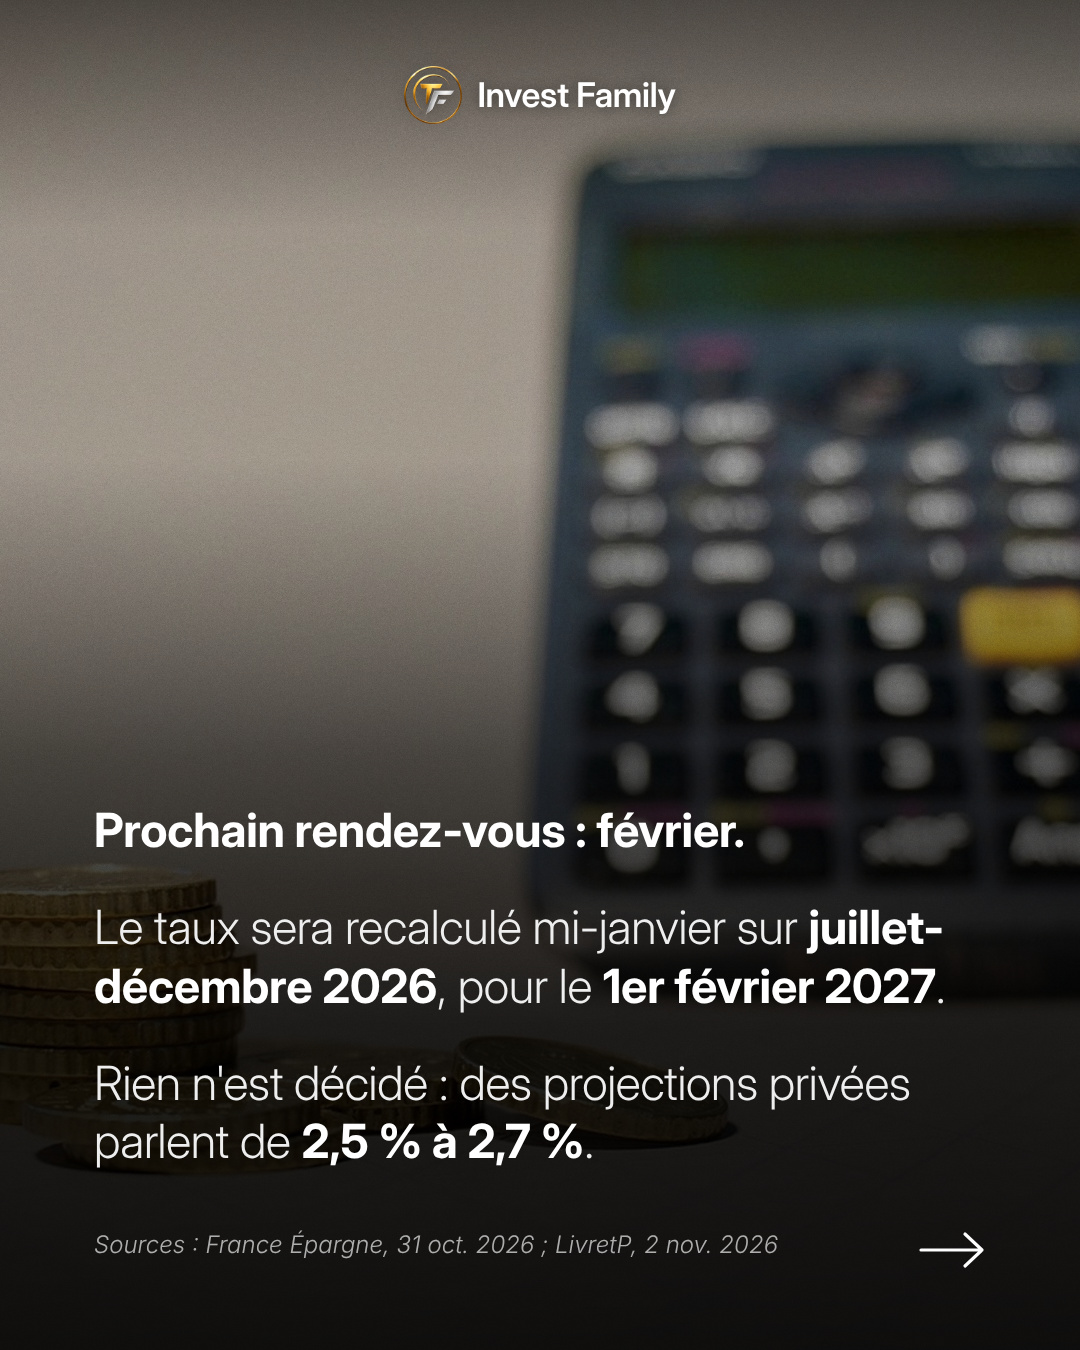 Invest Family
Prochain rendez-vous : février.
Le taux sera recalculé mi-janvier sur juillet-
décembre 2026, pour le 1er février 2027.
Rien n'est décidé : des projections privées
parlent de 2,5 % à 2,7 %.
Sources : France Épargne, 31 oct. 2026 ; LivretP, 2 nov. 2026